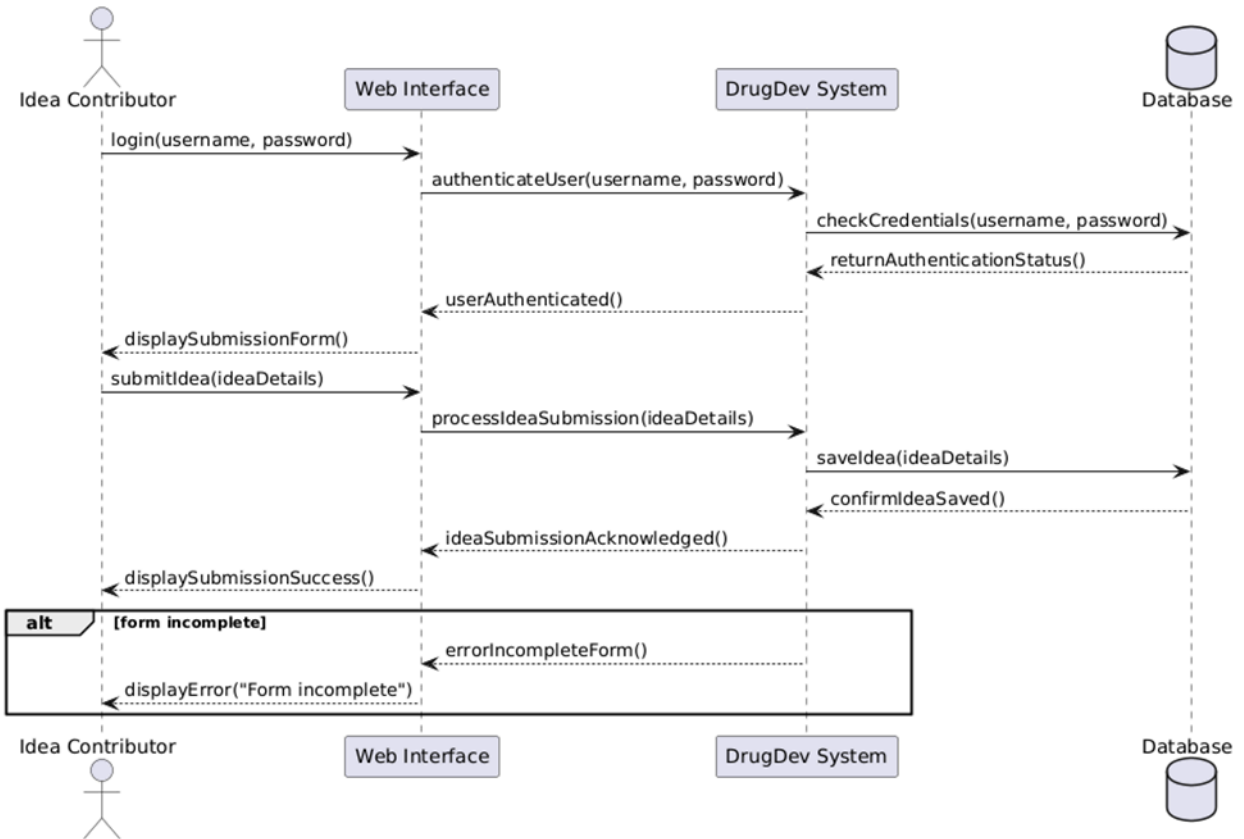 Idea Contributor
Web Interface
DrugDev System
Database
login(username, password)
authenticateUser(username, password)
checkCredentials(username, password)
returnAuthenticationStatus()
userAuthenticated()
displaySubmissionForm()
submitIdea(ideaDetails)
processIdeaSubmission(ideaDetails)
saveIdea(ideaDetails)
confirmIdeaSaved()
ideaSubmissionAcknowledged()
displaySubmissionSuccess()
alt [form incomplete]
errorIncompleteForm()
displayError("Form incomplete")
Idea Contributor
Web Interface
DrugDev System
Database